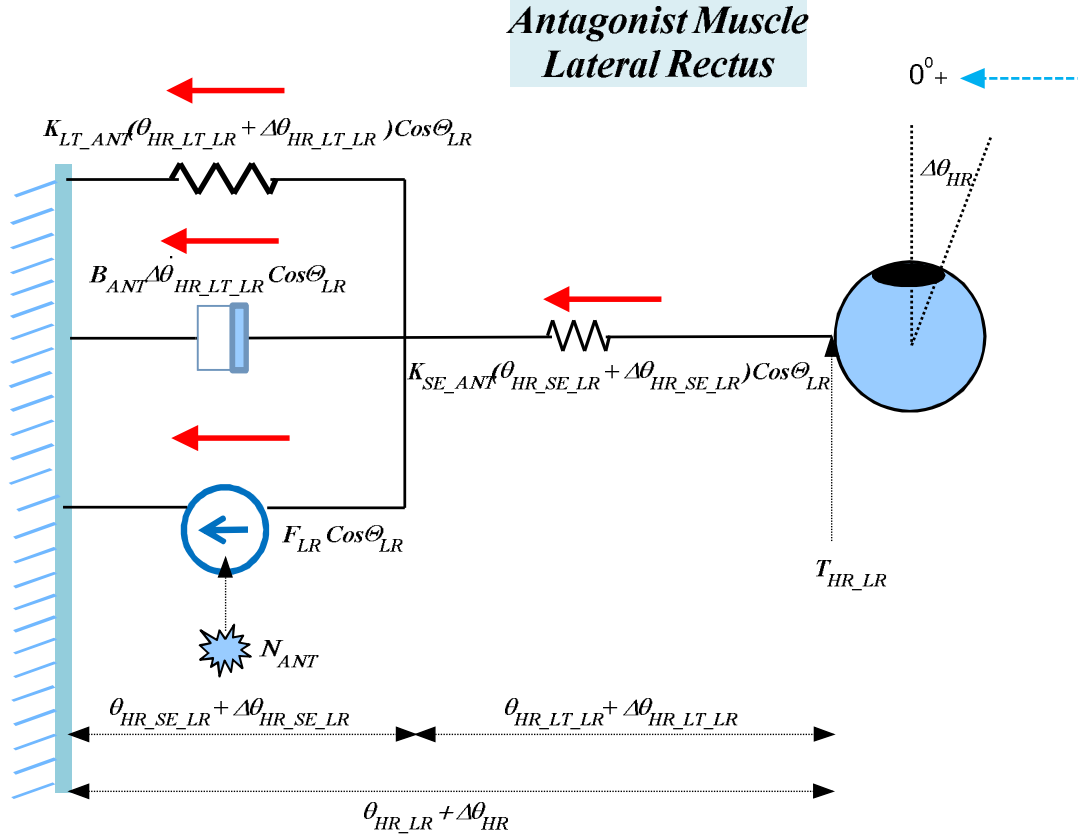 Antagonist Muscle
Lateral Rectus
0⁰ +
K_LT_ANT(θ_HR_LT_LR + Δθ_HR_LT_LR)CosΘ_LR
Δθ_HR
B_ANT Δθ̇_HR_LT_LR CosΘ_LR
K_SE_ANT(θ_HR_SE_LR + Δθ_HR_SE_LR)CosΘ_LR
F_LR CosΘ_LR
T_HR_LR
N_ANT
θ_HR_SE_LR + Δθ_HR_SE_LR
θ_HR_LT_LR + Δθ_HR_LT_LR
θ_HR_LR + Δθ_HR